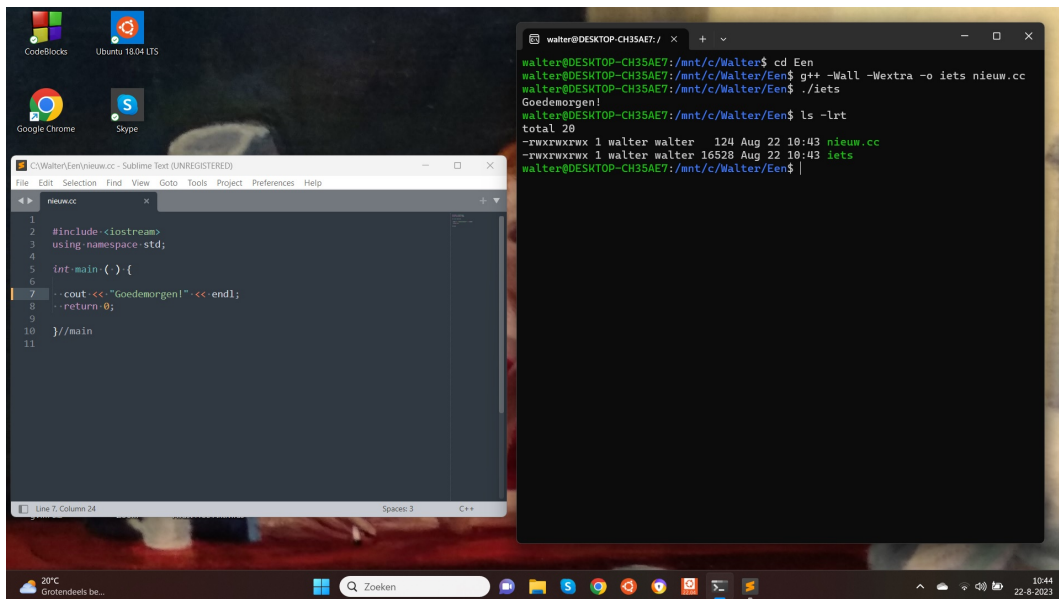 CodeBlocks
Ubuntu 18.04 LTS
Google Chrome
Skype
C:\Walter\Een\nieuw.cc - Sublime Text (UNREGISTERED)
File Edit Selection Find View Goto Tools Project Preferences Help
nieuw.cc
1
2 #include <iostream>
3 using namespace std;
4
5 int main ( ) {
6
7 cout << "Goedemorgen!" << endl;
8 return 0;
9
10 }//main
11
Line 7, Column 24 Spaces: 3 C++
walter@DESKTOP-CH35AE7: /
walter@DESKTOP-CH35AE7:/mnt/c/Walter$ cd Een
walter@DESKTOP-CH35AE7:/mnt/c/Walter/Een$ g++ -Wall -Wextra -o iets nieuw.cc
walter@DESKTOP-CH35AE7:/mnt/c/Walter/Een$ ./iets
Goedemorgen!
walter@DESKTOP-CH35AE7:/mnt/c/Walter/Een$ ls -lrt
total 20
-rwxrwxrwx 1 walter walter 124 Aug 22 10:43 nieuw.cc
-rwxrwxrwx 1 walter walter 16528 Aug 22 10:43 iets
walter@DESKTOP-CH35AE7:/mnt/c/Walter/Een$
20°C
Grotendeels be...
Zoeken
10:44
22-8-2023